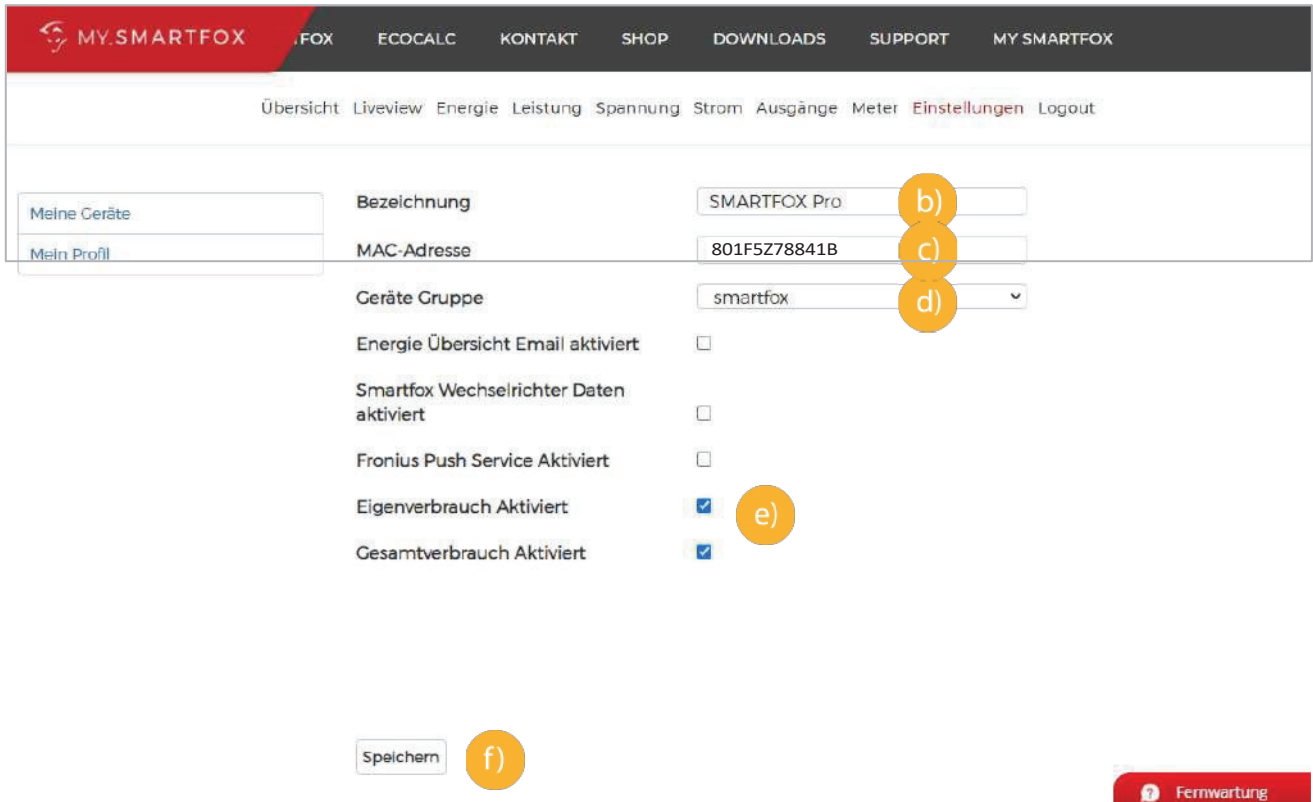 MY.SMARTFOX FOX ECOCALC KONTAKT SHOP DOWNLOADS SUPPORT MY SMARTFOX
Übersicht Liveview Energie Leistung Spannung Strom Ausgänge Meter Einstellungen Logout
Meine Geräte
Mein Profil
Bezeichnung SMARTFOX Pro b)
MAC-Adresse 801F5Z78841B c)
Geräte Gruppe smartfox d)
Energie Übersicht Email aktiviert
Smartfox Wechselrichter Daten
aktiviert
Fronius Push Service Aktiviert
Eigenverbrauch Aktiviert e)
Gesamtverbrauch Aktiviert
Speichern f)
Fernwartung